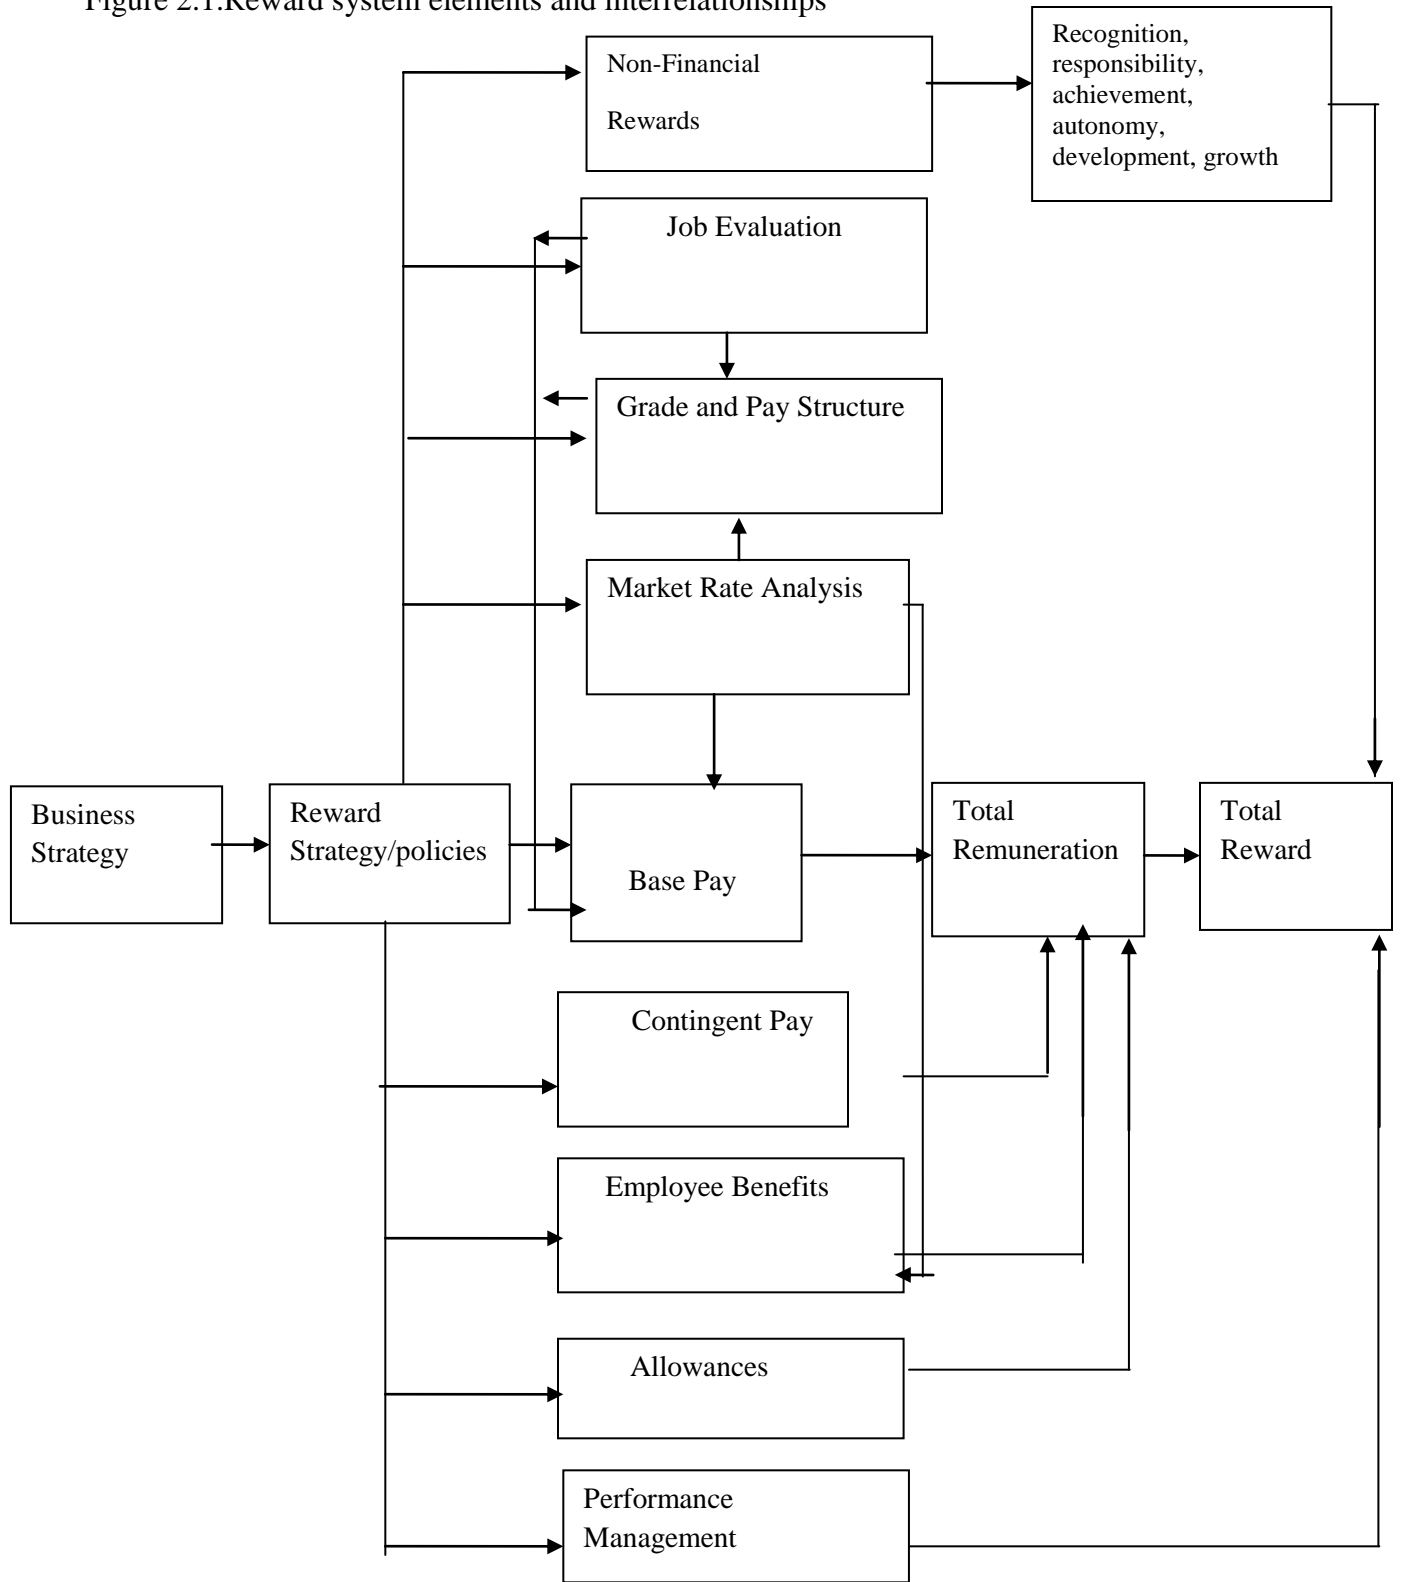 Figure 2.1.Reward system elements and interrelationships
Non-Financial
Rewards
Recognition,
responsibility,
achievement,
autonomy,
development, growth
Job Evaluation
Grade and Pay Structure
Market Rate Analysis
Business
Strategy
Reward
Strategy/policies
Base Pay
Total
Remuneration
Total
Reward
Contingent Pay
Employee Benefits
Allowances
Performance
Management